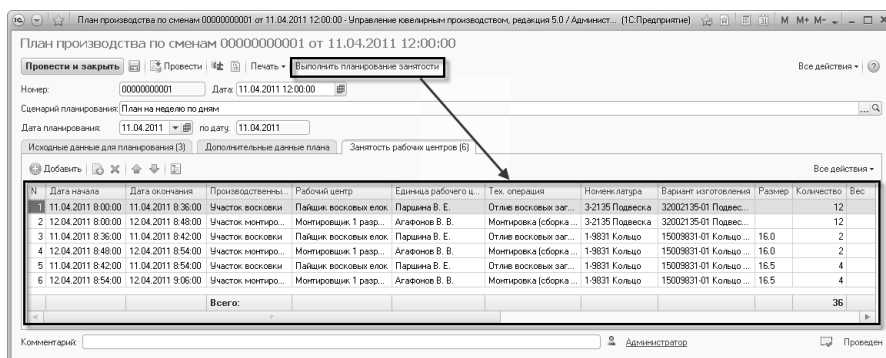 План производства по сменам 00000000001 от 11.04.2011 12:00:00 - Управление ювелирным производством, редакция 5.0 / Админист... (1С:Предприятие) M M+ M-
План производства по сменам 00000000001 от 11.04.2011 12:00:00
Провести и закрыть Провести Печать Выполнить планирование занятости Все действия
Номер: 00000000001 Дата: 11.04.2011 12:00:00
Сценарий планирования: План на неделю по дням ... Q
Дата планирования: 11.04.2011 по дату: 11.04.2011
Исходные данные для планирования (3) Дополнительные данные плана Занятость рабочих центров (6)
Добавить Все действия
N Дата начала Дата окончания Производственны... Рабочий центр Единица рабочего ц... Тех. операция Номенклатура Вариант изготовления Размер Количество Вес
1 11.04.2011 8:00:00 11.04.2011 8:36:00 Участок восковки Пайщик восковых елок Паршина В. Е. Отлив восковых заг... 3-2135 Подвеска 32002135-01 Подвес... 12
2 12.04.2011 8:00:00 12.04.2011 8:48:00 Участок монтиро... Монтировщик 1 разр... Агафонов В. В. Монтировка (сборка ... 3-2135 Подвеска 32002135-01 Подвес... 12
3 11.04.2011 8:36:00 11.04.2011 8:42:00 Участок восковки Пайщик восковых елок Паршина В. Е. Отлив восковых заг... 1-9831 Кольцо 15009831-01 Кольцо ... 16.0 2
4 12.04.2011 8:48:00 12.04.2011 8:54:00 Участок монтиро... Монтировщик 1 разр... Агафонов В. В. Монтировка (сборка ... 1-9831 Кольцо 15009831-01 Кольцо ... 16.0 2
5 11.04.2011 8:42:00 11.04.2011 8:54:00 Участок восковки Пайщик восковых елок Паршина В. Е. Отлив восковых заг... 1-9831 Кольцо 15009831-01 Кольцо ... 16.5 4
6 12.04.2011 8:54:00 12.04.2011 9:06:00 Участок монтиро... Монтировщик 1 разр... Агафонов В. В. Монтировка (сборка ... 1-9831 Кольцо 15009831-01 Кольцо ... 16.5 4
Всего: 36
Комментарий: Администратор Проведен